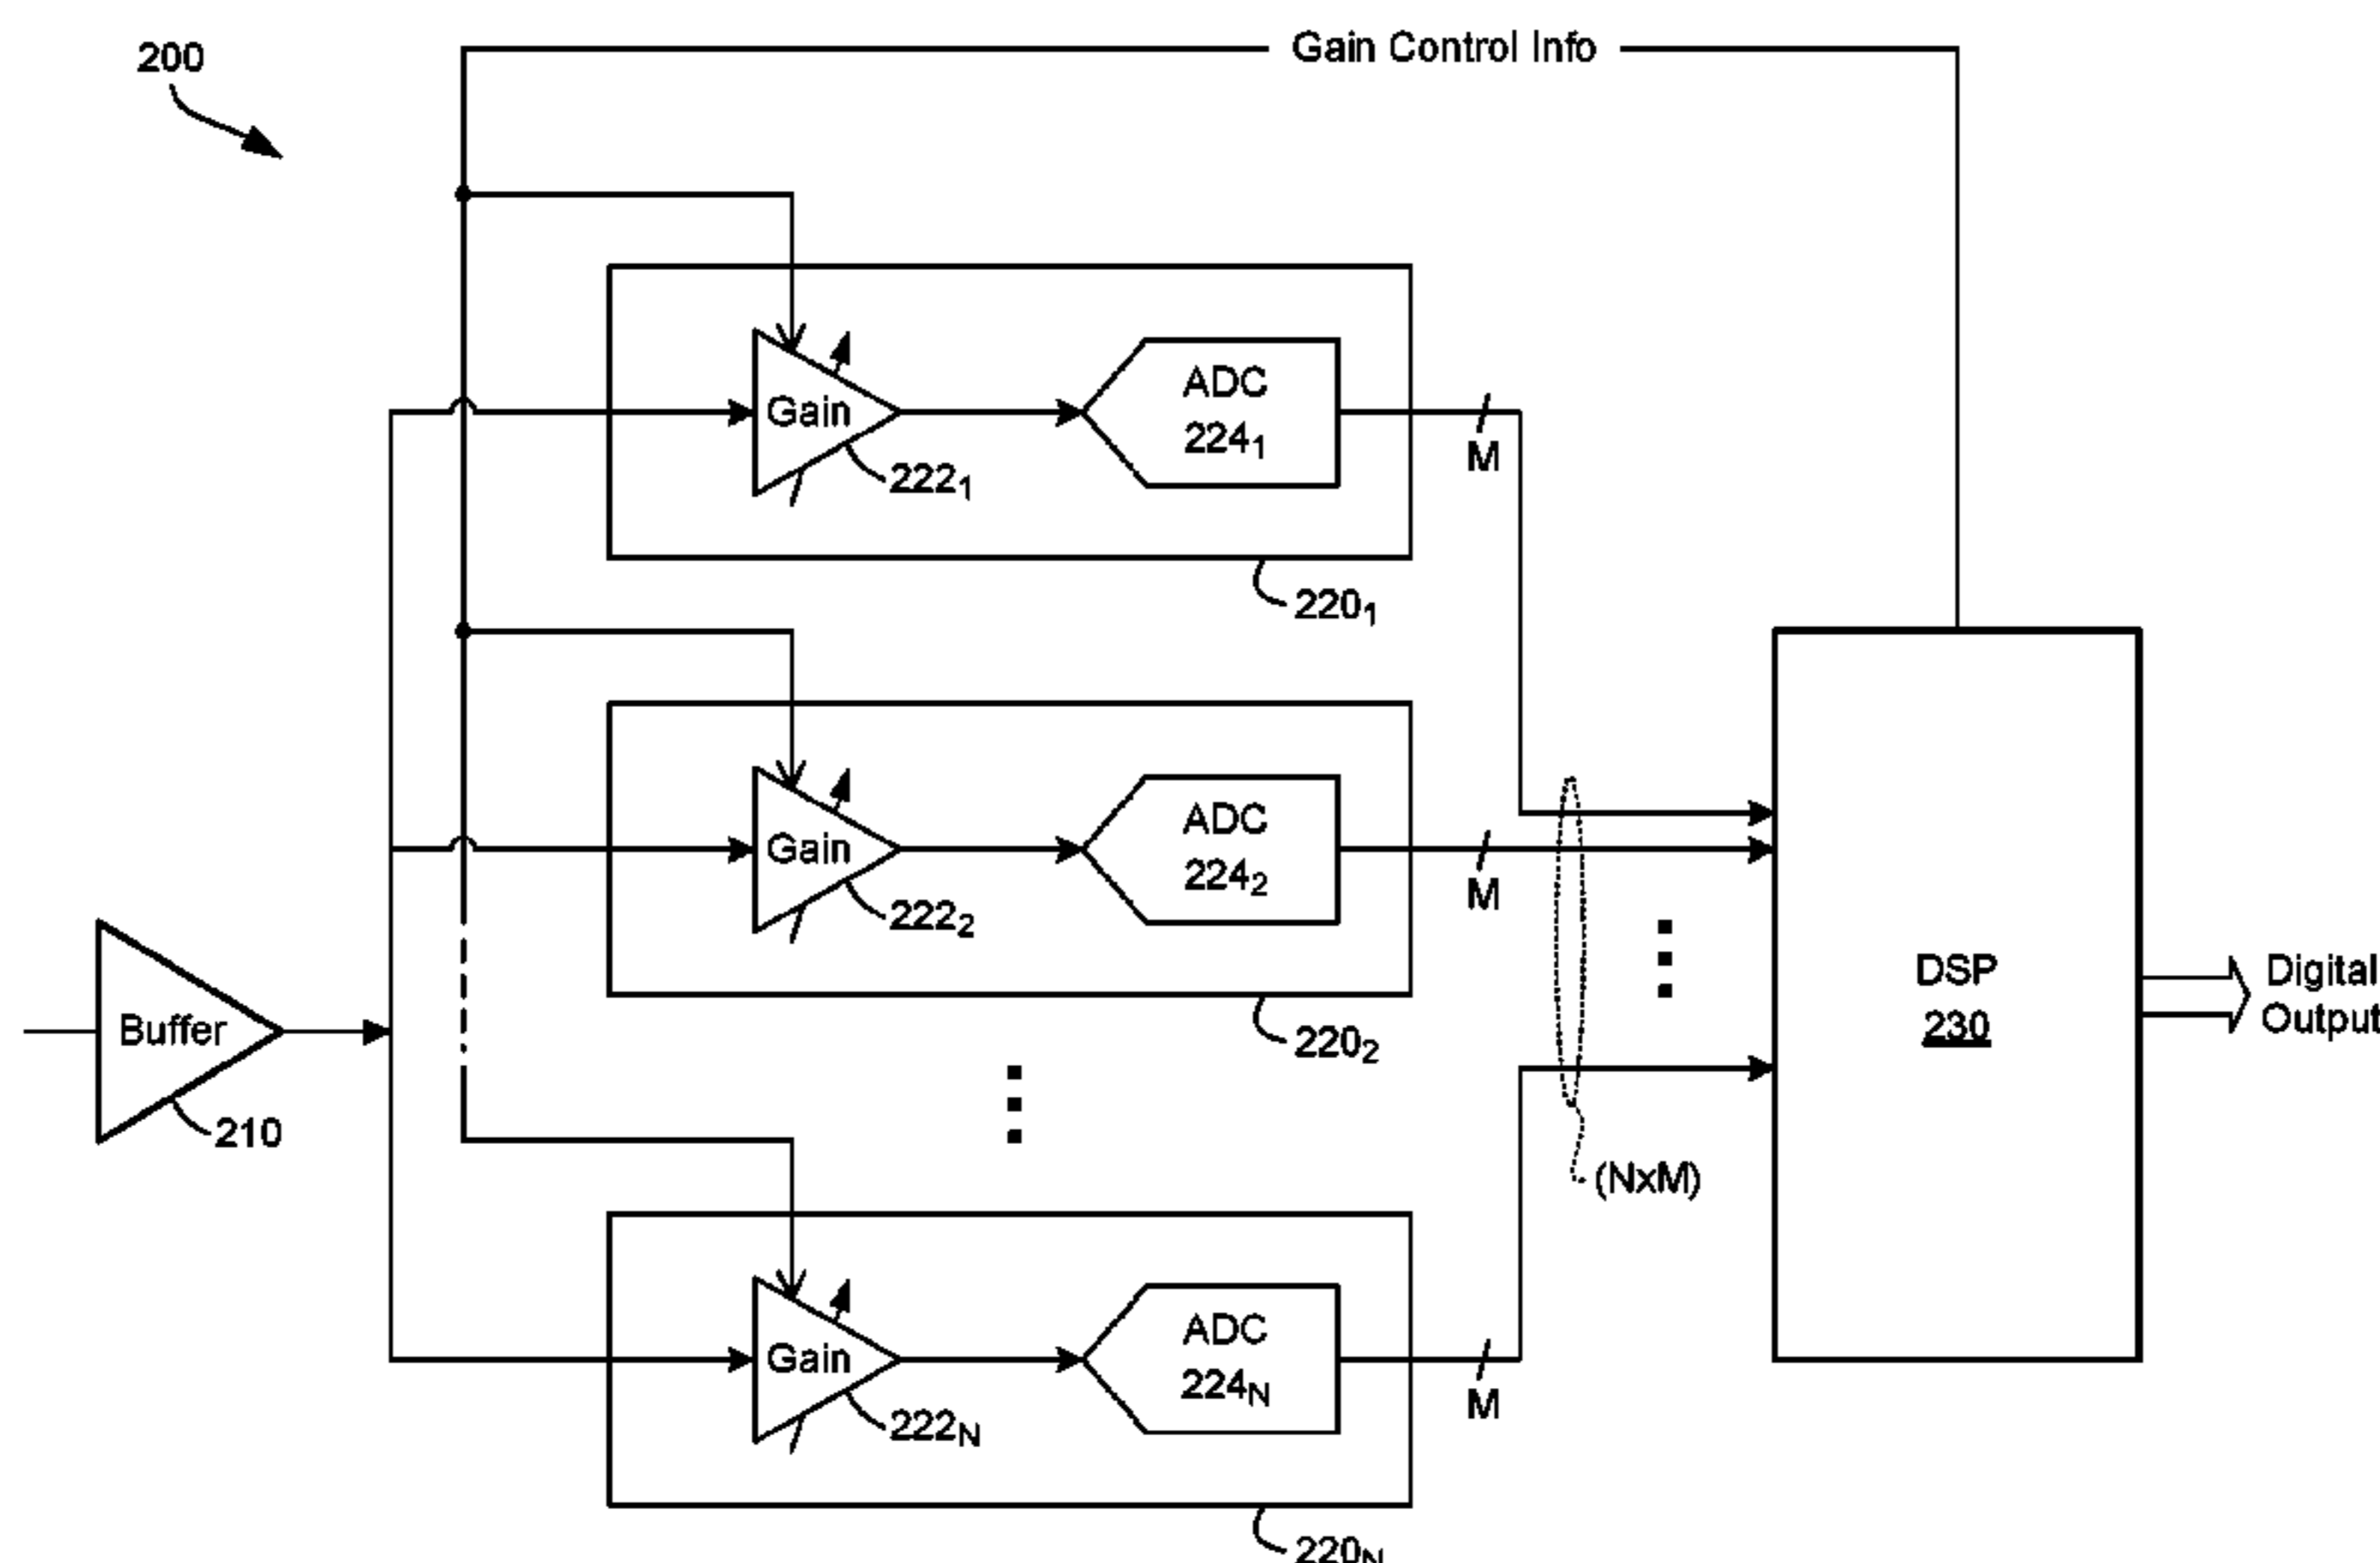 200
Gain Control Info
Gain
ADC
224₁
222₁
M
220₁
Gain
ADC
224₂
222₂
M
220₂
Buffer
210
DSP
230
Digital
Output
(NxM)
Gain
ADC
224N
222N
M
220N